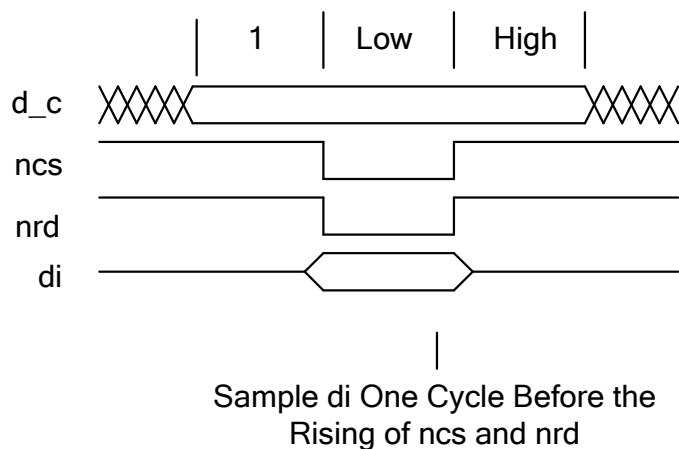 1 Low High
d_c
ncs
nrd
di
Sample di One Cycle Before the
Rising of ncs and nrd